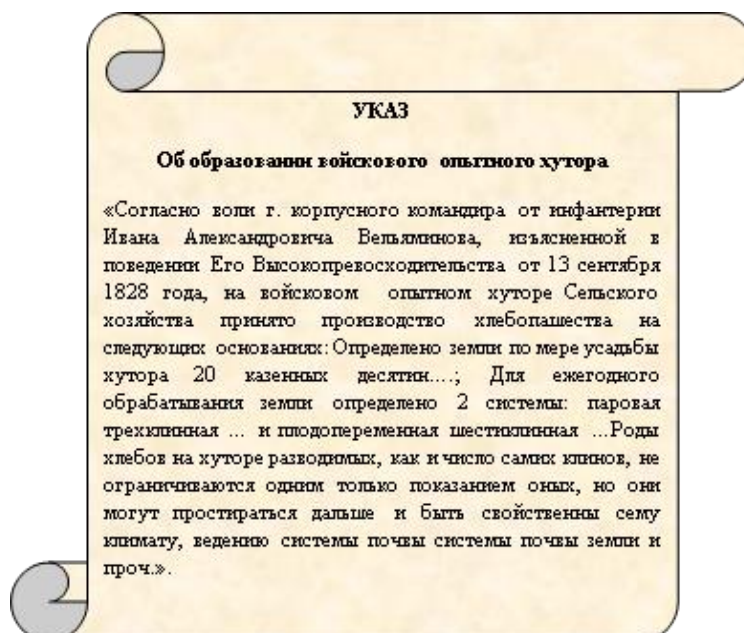 УКАЗ
Об образовании войскового опытного хутора
«Согласно воли г. корпусного командира от инфантерии
Ивана Александровича Вельяминова, изъясненной в
поведении Его Высокопревосходительства от 13 сентября
1828 года, на войсковом опытном хуторе Сельского
хозяйства принято производство хлебопашества на
следующих основаниях: Определено земли по мере усадьбы
хутора 20 казенных десятин....; Для ежегодного
обрабатывания земли определено 2 системы: паровая
трехклинная ... и плодопеременная шестиклинная ...Роды
хлебов на хуторе разводимых, как и число самих клинов, не
ограничиваются одним только показанием оных, но они
могут простираться дальше и быть свойственны сему
климату, ведению системы почвы системы почвы земли и
проч.».